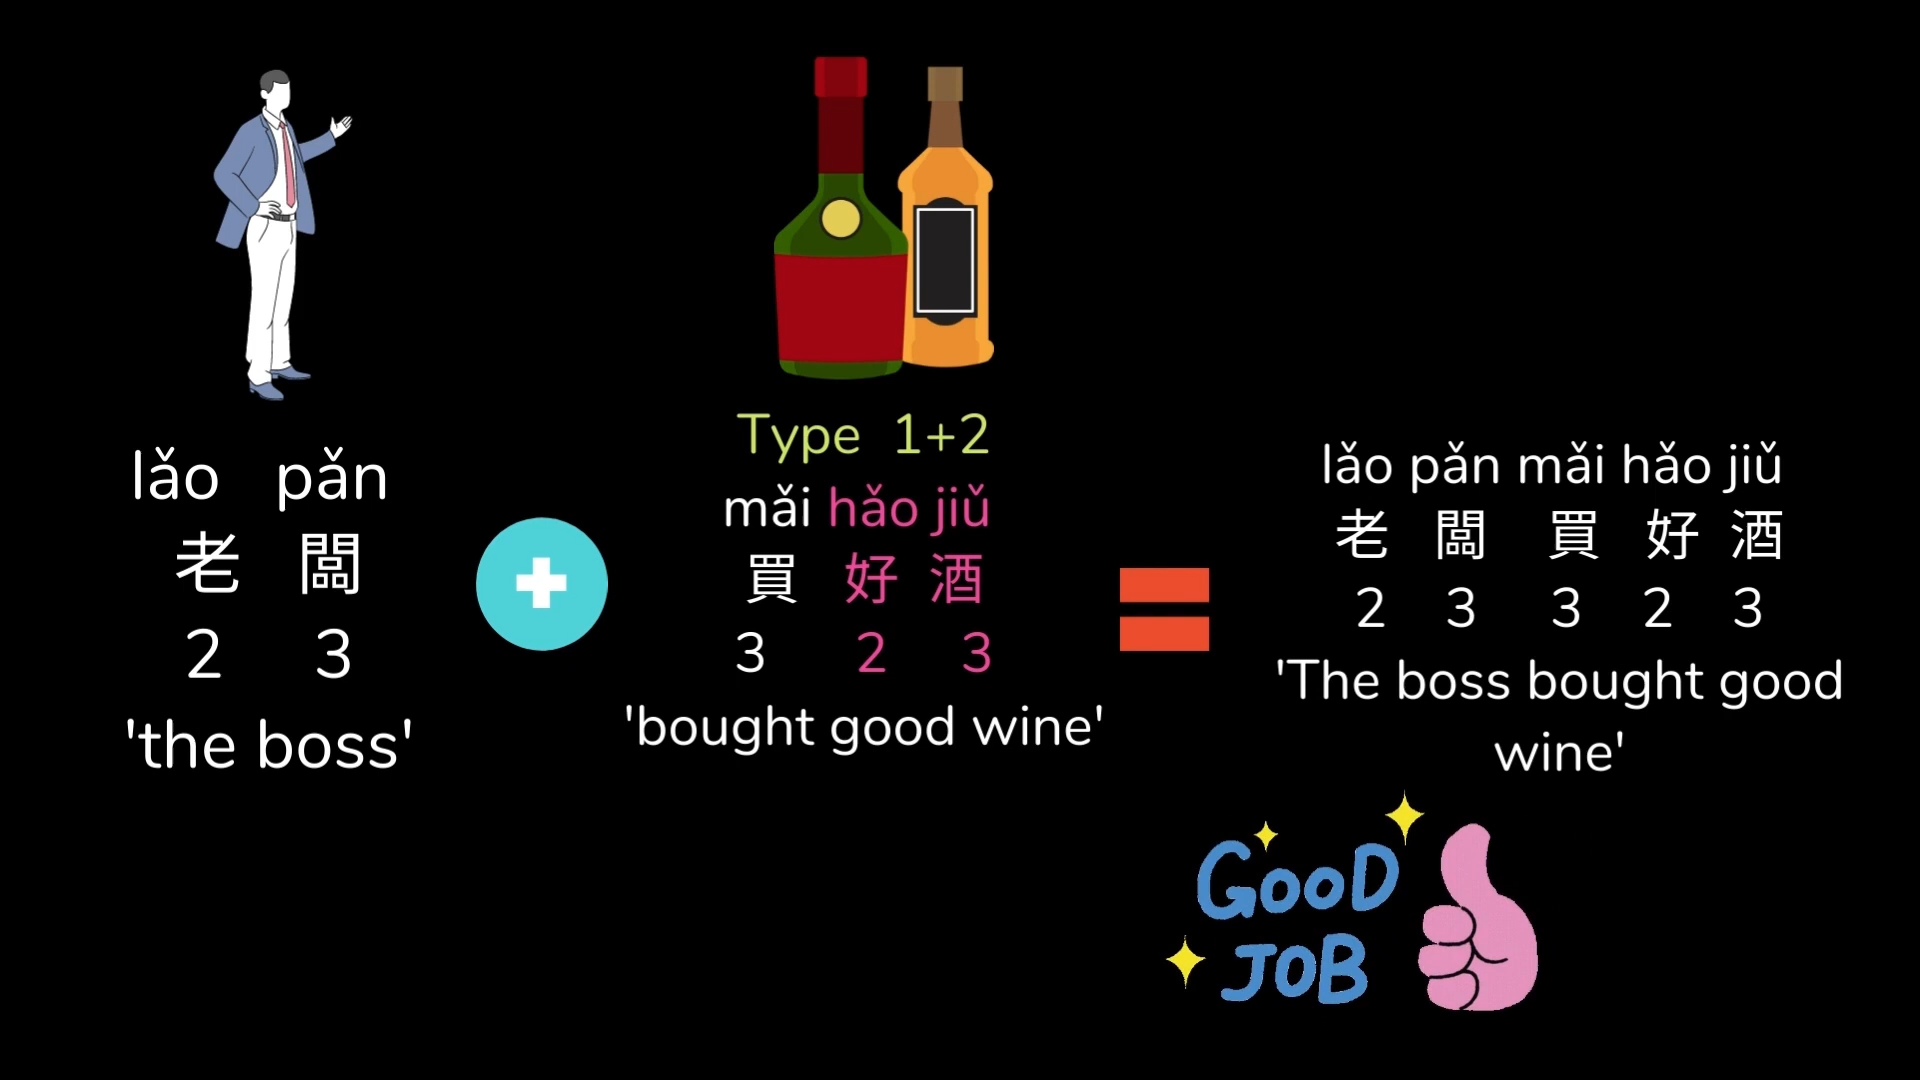 lǎo pǎn
老 闆
2 3
'the boss'
Type 1+2
mǎi hǎo jiǔ
買 好 酒
3 2 3
'bought good wine'
lǎo pǎn mǎi hǎo jiǔ
老 闆 買 好 酒
2 3 3 2 3
'The boss bought good
wine'
GOOD
JOB